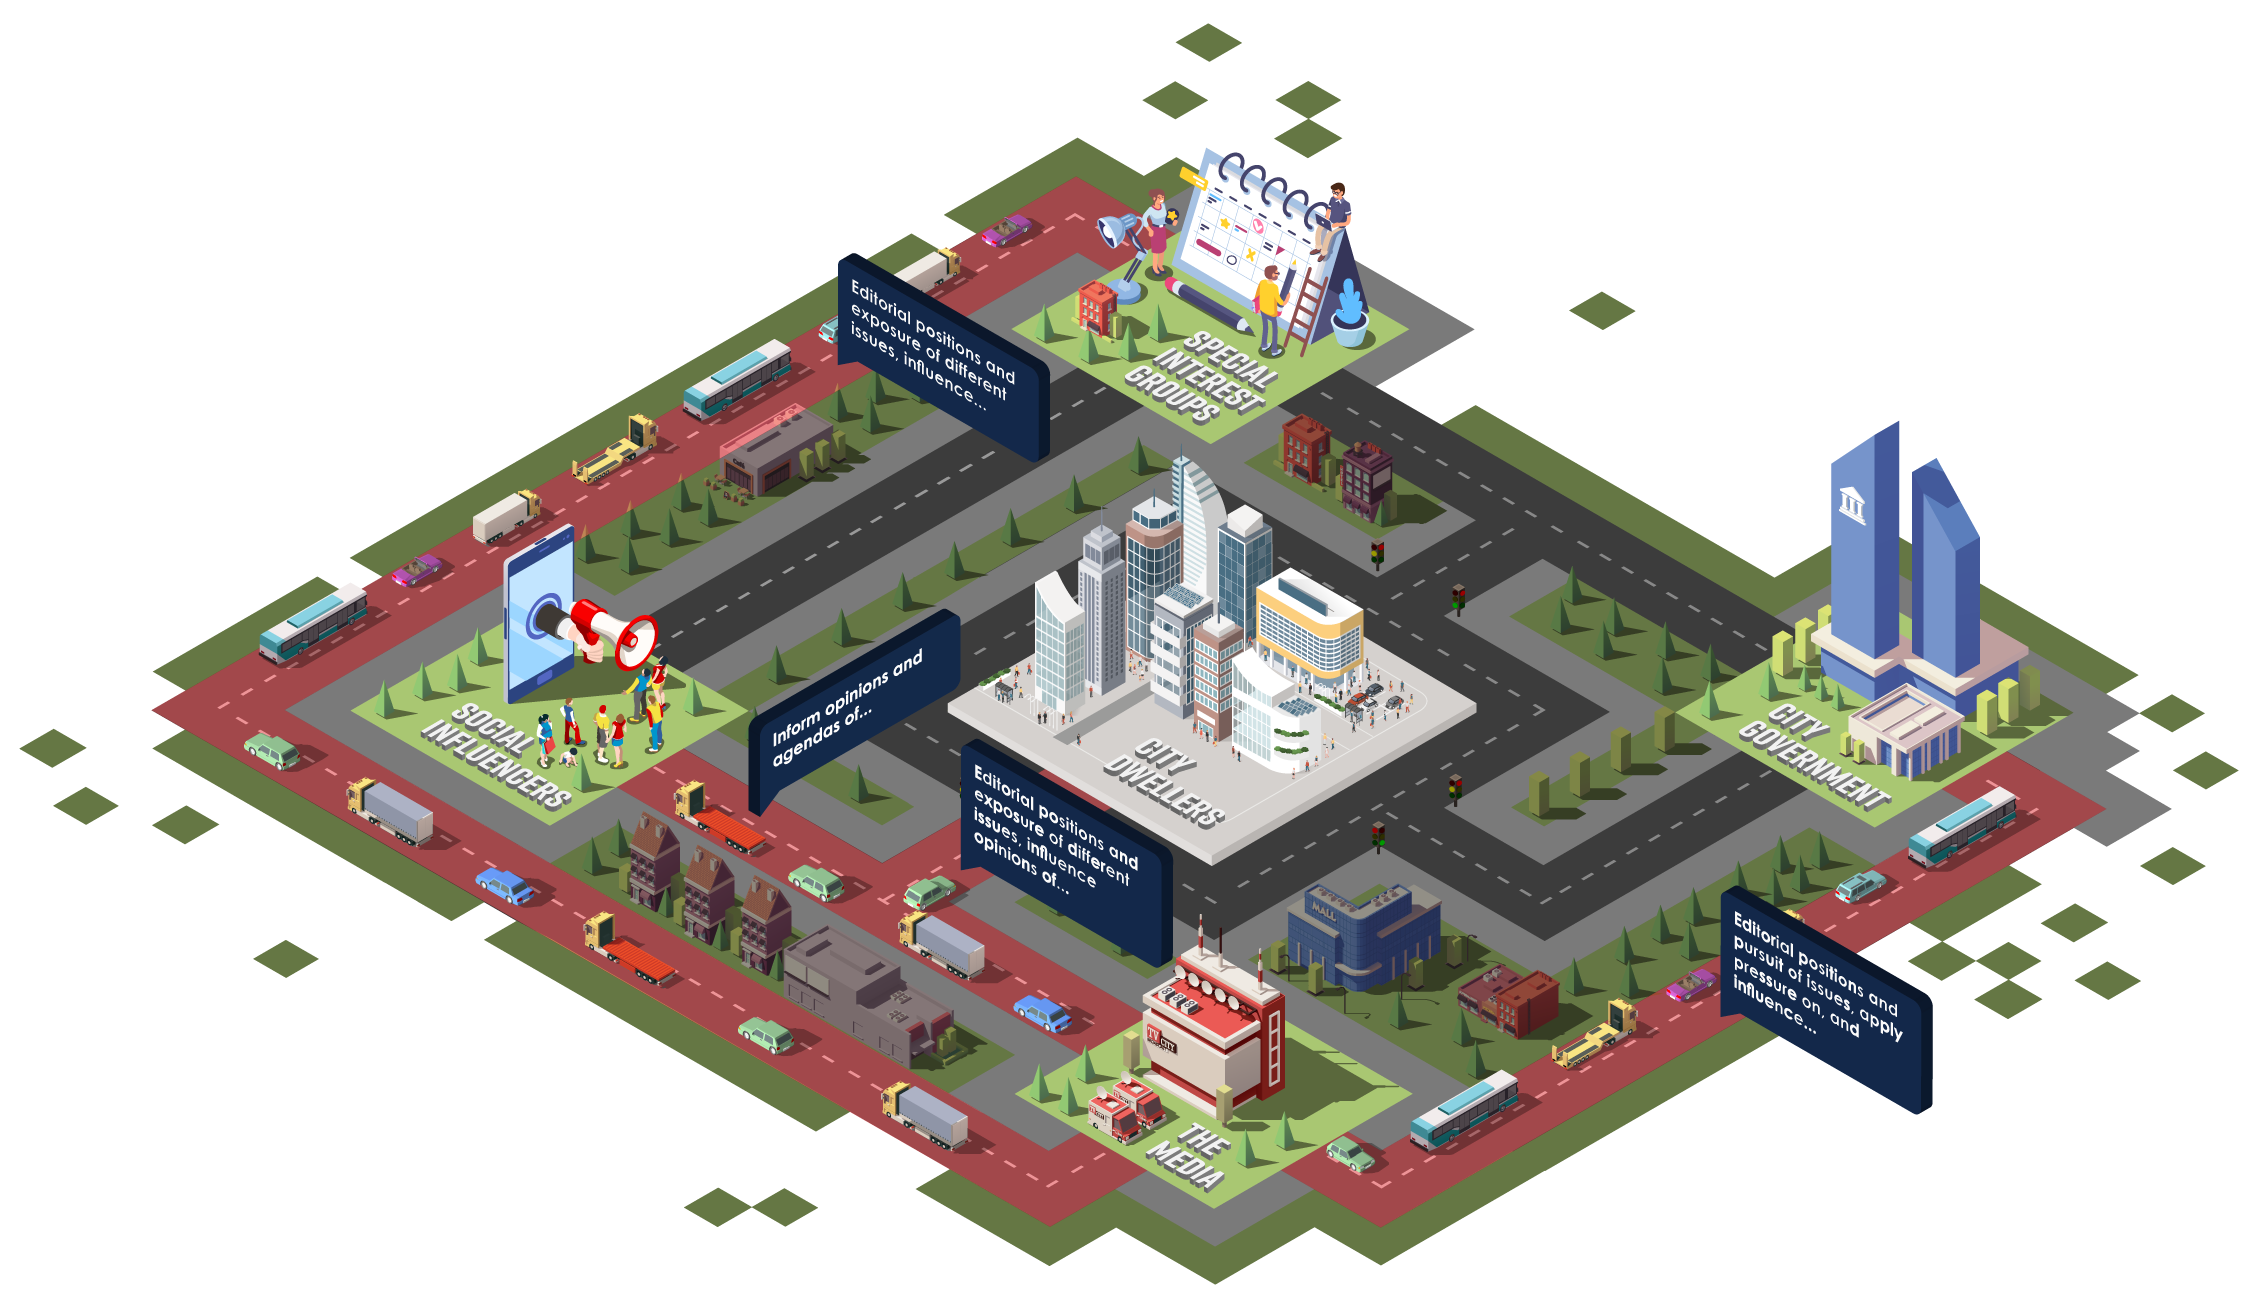 Editorial positions and
exposure of different
issues, influence...
SPECIAL
INTEREST
GROUPS
SOCIAL
INFLUENCERS
Inform opinions and
agendas of...
CITY
DWELLERS
CITY
GOVERNMENT
Editorial positions and
exposure of different
issues, influence
opinions of...
MALL
Editorial positions and
pursuit of issues, apply
pressure on, and
influence...
TV CITY
THE
MEDIA